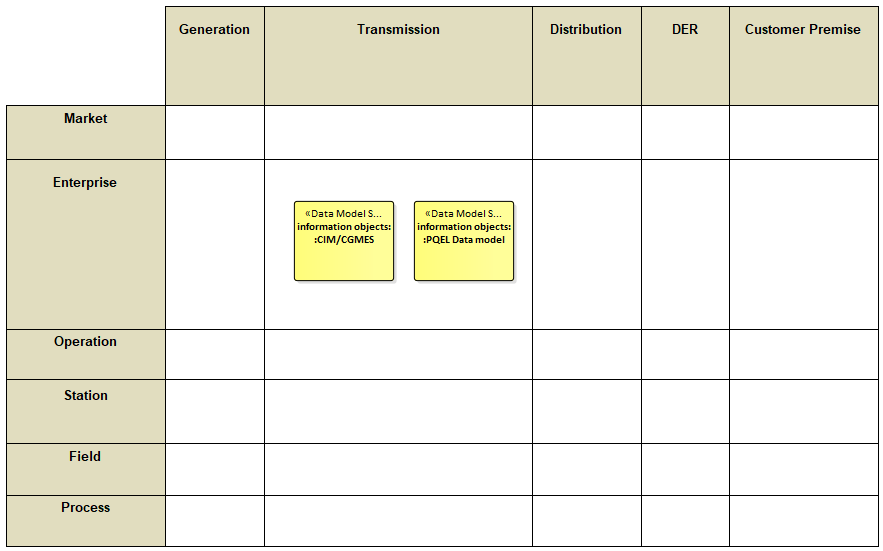 Generation Transmission Distribution DER Customer Premise
Market
Enterprise
«Data Model S...
information objects:
:CIM/CGMES
«Data Model S...
information objects:
:PQEL Data model
Operation
Station
Field
Process